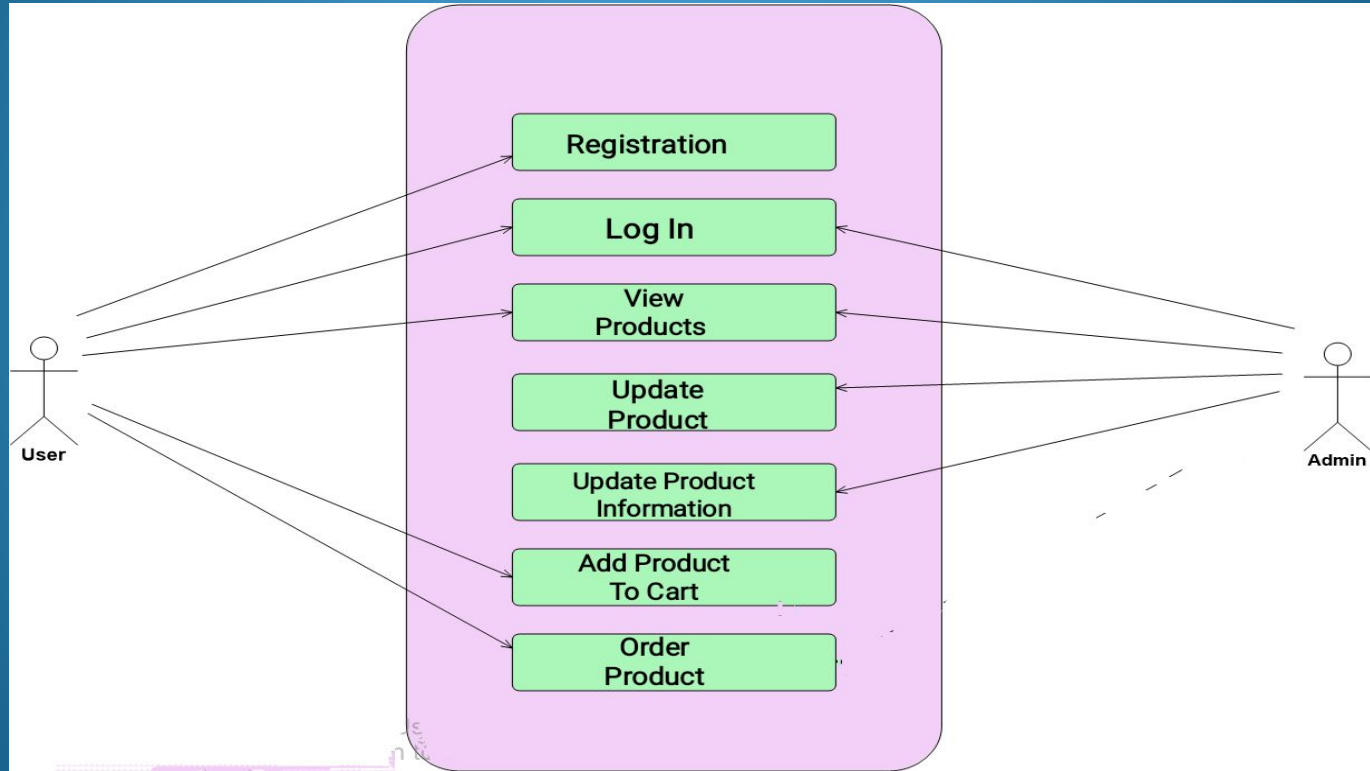 Registration
Log In
View
Products
Update
Product
User
Admin
Update Product
Information
Add Product
To Cart
Order
Product